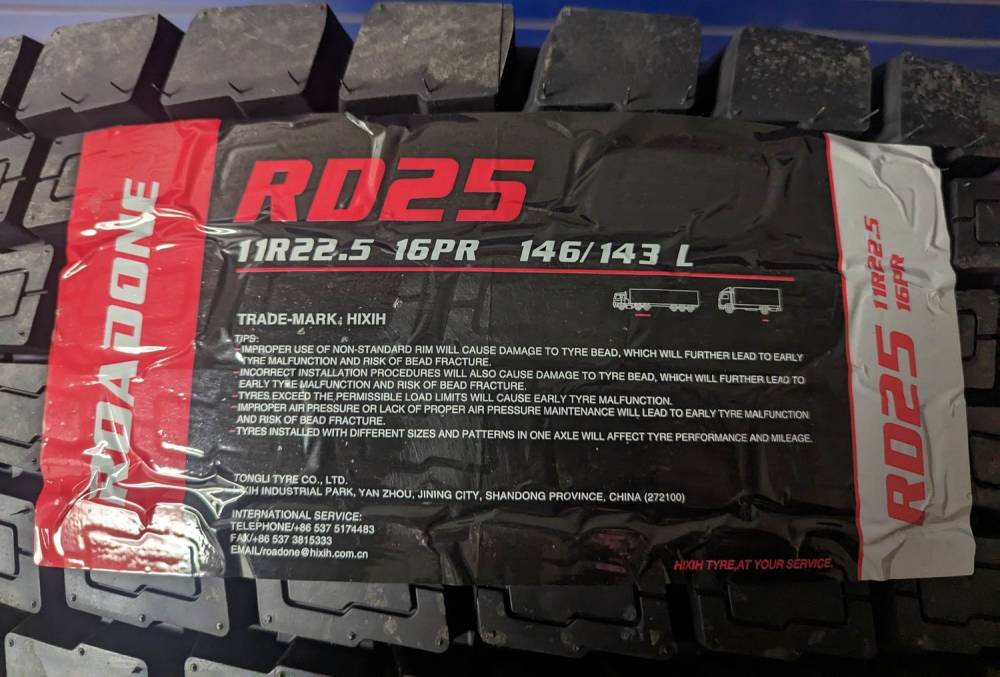 ROADONE
RD25
11R22.5 16PR 146/143 L
TRADE-MARK: HIXIH
TIPS:
-IMPROPER USE OF NON-STANDARD RIM WILL CAUSE DAMAGE TO TYRE BEAD, WHICH WILL FURTHER LEAD TO EARLY
TYRE MALFUNCTION AND RISK OF BEAD FRACTURE.
-INCORRECT INSTALLATION PROCEDURES WILL ALSO CAUSE DAMAGE TO TYRE BEAD, WHICH WILL FURTHER LEAD TO
EARLY TYRE MALFUNCTION AND RISK OF BEAD FRACTURE.
-TYRES EXCEED THE PERMISSIBLE LOAD LIMITS WILL CAUSE EARLY TYRE MALFUNCTION.
-IMPROPER AIR PRESSURE OR LACK OF PROPER AIR PRESSURE MAINTENANCE WILL LEAD TO EARLY TYRE MALFUNCTION
AND RISK OF BEAD FRACTURE.
-TYRES INSTALLED WITH DIFFERENT SIZES AND PATTERNS IN ONE AXLE WILL AFFECT TYRE PERFORMANCE AND MILEAGE.
TONGLI TYRE CO., LTD.
INDUSTRIAL PARK, YAN ZHOU, JINING CITY, SHANDONG PROVINCE, CHINA (272100)
INTERNATIONAL SERVICE:
TELEPHONE/+86 537 5174483
FAX/+86 537 3815333
EMAIL/roadone@hixih.com.cn
HIXIH TYRE,AT YOUR SERVICE.
RD25
11R22.5
16PR